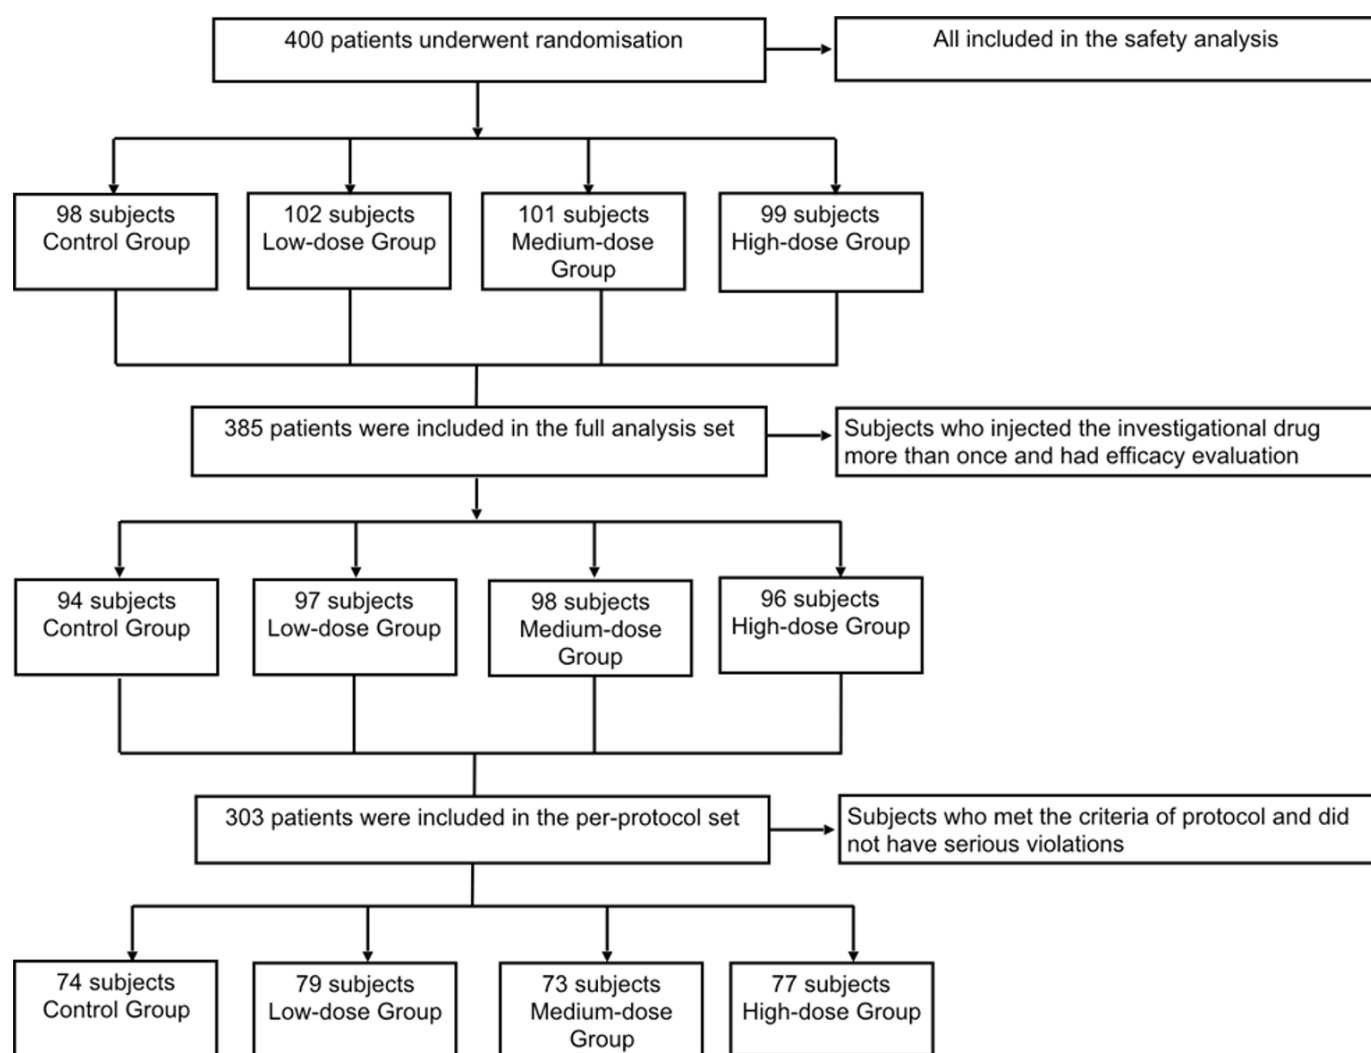 400 patients underwent randomisation
All included in the safety analysis
98 subjects
Control Group
102 subjects
Low-dose Group
101 subjects
Medium-dose
Group
99 subjects
High-dose Group
385 patients were included in the full analysis set
Subjects who injected the investigational drug
more than once and had efficacy evaluation
94 subjects
Control Group
97 subjects
Low-dose Group
98 subjects
Medium-dose
Group
96 subjects
High-dose Group
303 patients were included in the per-protocol set
Subjects who met the criteria of protocol and did
not have serious violations
74 subjects
Control Group
79 subjects
Low-dose Group
73 subjects
Medium-dose
Group
77 subjects
High-dose Group